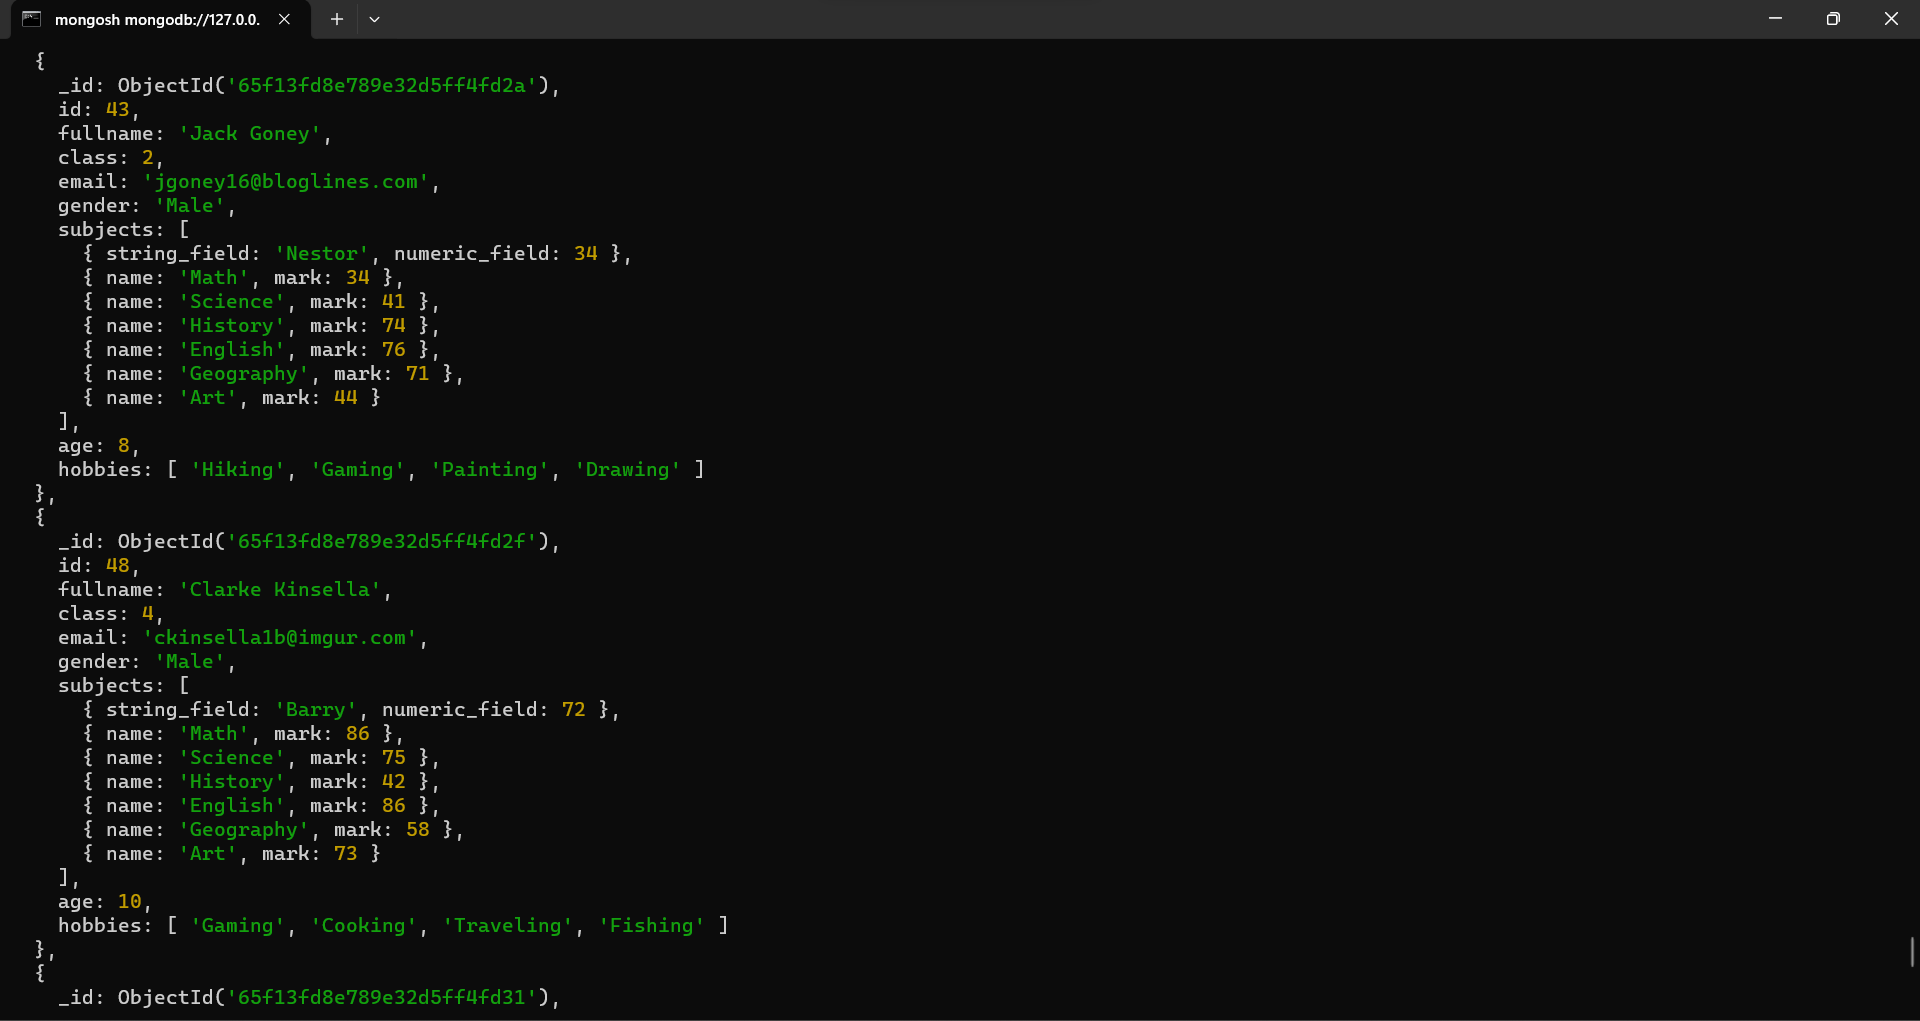 mongosh mongodb://127.0.0.
{
_id: ObjectId('65f13fd8e789e32d5ff4fd2a'),
id: 43,
fullname: 'Jack Goney',
class: 2,
email: 'jgoney16@bloglines.com',
gender: 'Male',
subjects: [
{ string_field: 'Nestor', numeric_field: 34 },
{ name: 'Math', mark: 34 },
{ name: 'Science', mark: 41 },
{ name: 'History', mark: 74 },
{ name: 'English', mark: 76 },
{ name: 'Geography', mark: 71 },
{ name: 'Art', mark: 44 }
],
age: 8,
hobbies: [ 'Hiking', 'Gaming', 'Painting', 'Drawing' ]
},
{
_id: ObjectId('65f13fd8e789e32d5ff4fd2f'),
id: 48,
fullname: 'Clarke Kinsella',
class: 4,
email: 'ckinsella1b@imgur.com',
gender: 'Male',
subjects: [
{ string_field: 'Barry', numeric_field: 72 },
{ name: 'Math', mark: 86 },
{ name: 'Science', mark: 75 },
{ name: 'History', mark: 42 },
{ name: 'English', mark: 86 },
{ name: 'Geography', mark: 58 },
{ name: 'Art', mark: 73 }
],
age: 10,
hobbies: [ 'Gaming', 'Cooking', 'Traveling', 'Fishing' ]
},
{
_id: ObjectId('65f13fd8e789e32d5ff4fd31'),